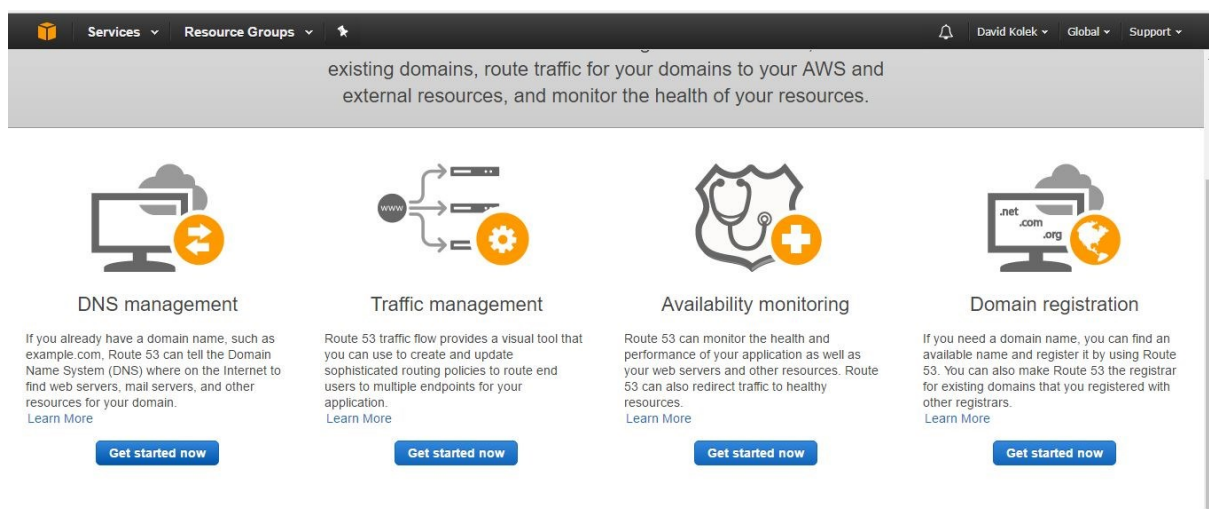 Services
Resource Groups
David Kolek
Global
Support
existing domains, route traffic for your domains to your AWS and
external resources, and monitor the health of your resources.
www
.net
.com
.org
DNS management
If you already have a domain name, such as
example.com, Route 53 can tell the Domain
Name System (DNS) where on the Internet to
find web servers, mail servers, and other
resources for your domain.
Learn More
Get started now
Traffic management
Route 53 traffic flow provides a visual tool that
you can use to create and update
sophisticated routing policies to route end
users to multiple endpoints for your
application.
Learn More
Get started now
Availability monitoring
Route 53 can monitor the health and
performance of your application as well as
your web servers and other resources. Route
53 can also redirect traffic to healthy
resources.
Learn More
Get started now
Domain registration
If you need a domain name, you can find an
available name and register it by using Route
53. You can also make Route 53 the registrar
for existing domains that you registered with
other registrars.
Learn More
Get started now